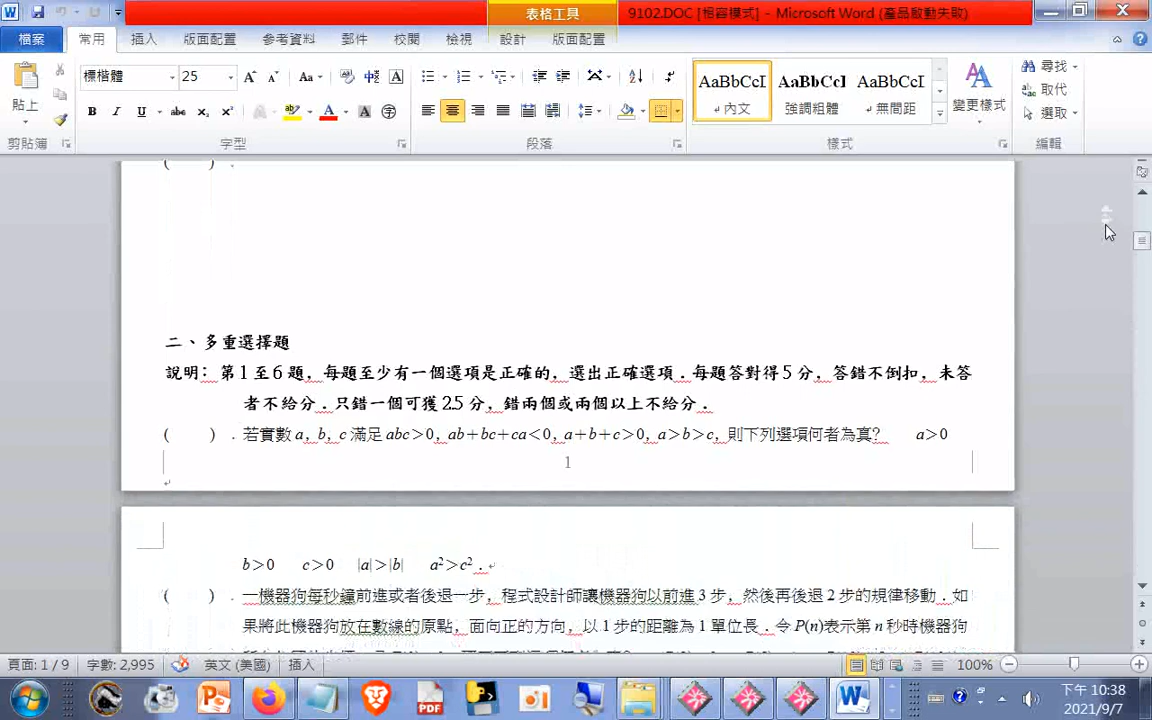 表格工具
9102.DOC [相容模式] - Microsoft Word (產品啟動失敗)
檔案 常用 插入 版面配置 參考資料 郵件 校閱 檢視 設計 版面配置
標楷體 25
貼上
AaBbCcI AaBbCcI AaBbCcI
內文 強調粗體 無間距
變更樣式
尋找
取代
選取
剪貼簿 字型 段落 樣式 編輯
( ) .
二、多重選擇題
說明: 第1至6題, 每題至少有一個選項是正確的, 選出正確選項. 每題答對得5分, 答錯不倒扣, 未答
者不給分. 只錯一個可獲2.5分, 錯兩個或兩個以上不給分.
( ) . 若實數 a, b, c 滿足 abc>0, ab+bc+ca<0, a+b+c>0, a>b>c, 則下列選項何者為真? a>0
1
b>0 c>0 |a|>|b| a²>c².
( ) . 一機器狗每秒鐘前進或者後退一步, 程式設計師讓機器狗以前進3步, 然後再後退2步的規律移動. 如
果將此機器狗放在數線的原點, 面向正的方向, 以1步的距離為1單位長. 令 P(n)表示第 n 秒時機器狗
頁面: 1 / 9 字數: 2,995 英文 (美國) 插入 100%
下午 10:38
2021/9/7